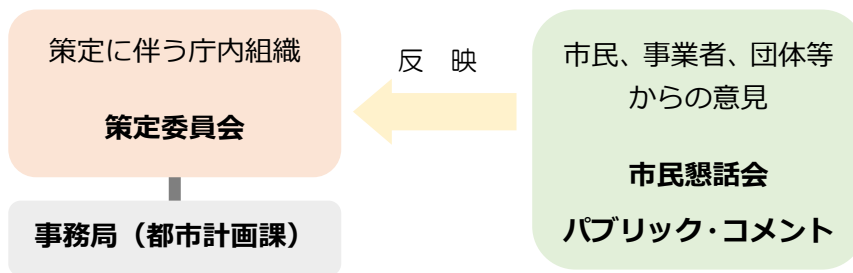 策定に伴う庁内組織
策定委員会
事務局（都市計画課）
反 映
市民、事業者、団体等
からの意見
市民懇話会
パブリック・コメント